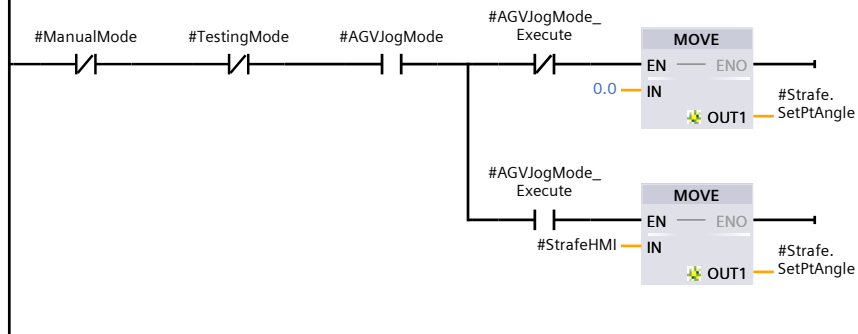 #AGVJogMode_
#ManualMode #TestingMode #AGVJogMode Execute MOVE
EN ENO
0.0 IN
#Strafe.
OUT1 SetPtAngle
#AGVJogMode_
Execute MOVE
EN ENO
#StrafeHMI IN
#Strafe.
OUT1 SetPtAngle